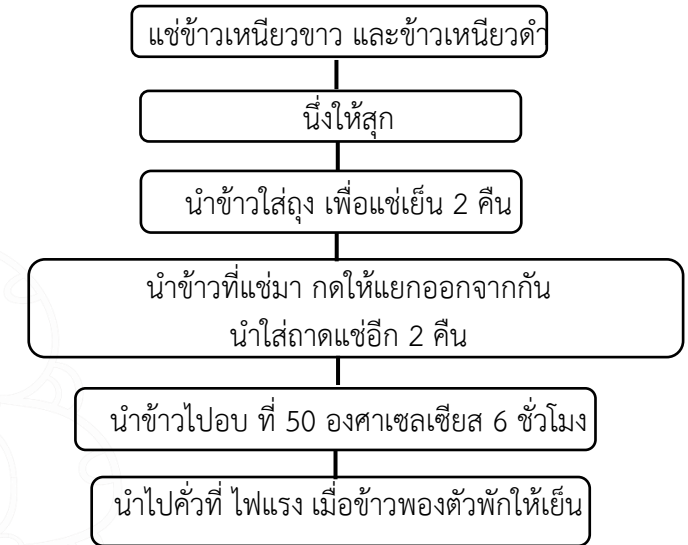 แช่ข้าวเหนียวขาว และข้าวเหนียวดำ
นึ่งให้สุก
นำข้าวใส่ถุง เพื่อแช่เย็น 2 คืน
นำข้าวที่แช่มา กดให้แยกออกจากกัน
นำใส่ถาดแช่อีก 2 คืน
นำข้าวไปอบ ที่ 50 องศาเซลเซียส 6 ชั่วโมง
นำไปคั่วที่ ไฟแรง เมื่อข้าวพองตัวพักให้เย็น